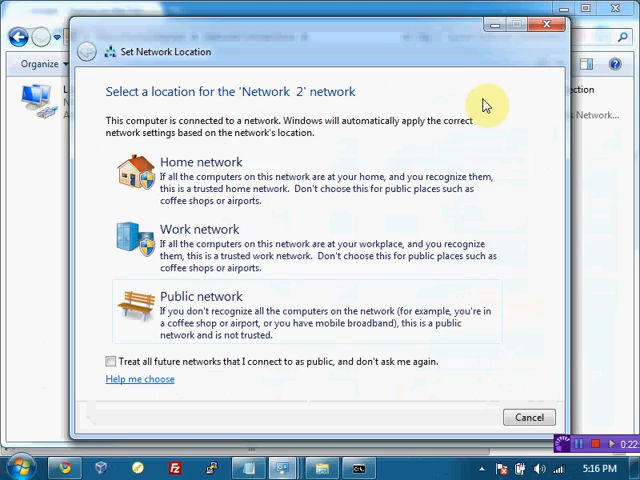 Set Network Location
Organize
Select a location for the 'Network 2' network
This computer is connected to a network. Windows will automatically apply the correct
network settings based on the network's location.
Home network
If all the computers on this network are at your home, and you recognize them,
this is a trusted home network. Don't choose this for public places such as
coffee shops or airports.
Work network
If all the computers on this network are at your workplace, and you recognize
them, this is a trusted work network. Don't choose this for public places such as
coffee shops or airports.
Public network
If you don't recognize all the computers on the network (for example, you're in
a coffee shop or airport, or you have mobile broadband), this is a public
network and is not trusted.
Treat all future networks that I connect to as public, and don't ask me again.
Help me choose
Cancel
0:22
5:16 PM